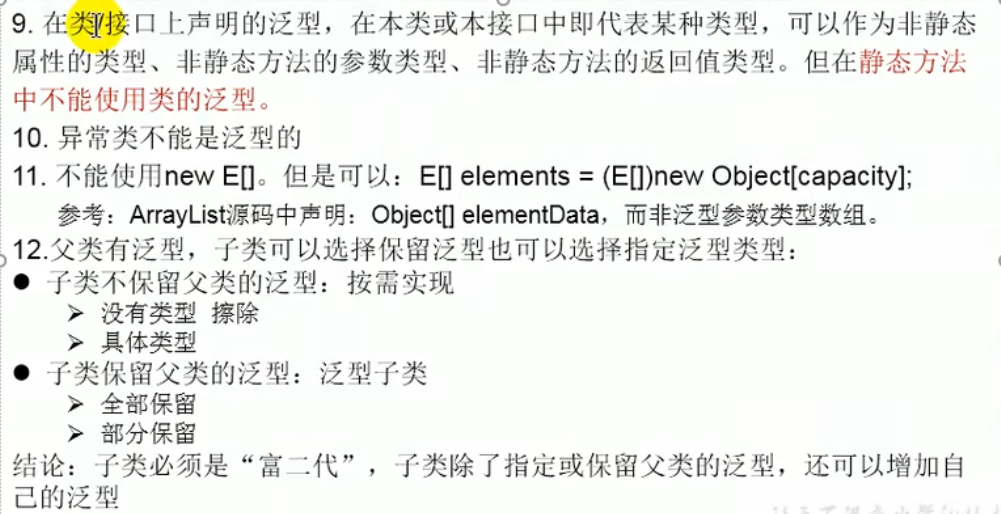 9. 在类/接口上声明的泛型，在本类或本接口中即代表某种类型，可以作为非静态
属性的类型、非静态方法的参数类型、非静态方法的返回值类型。但在静态方法
中不能使用类的泛型。
10. 异常类不能是泛型的
11. 不能使用new E[]。但是可以：E[] elements = (E[])new Object[capacity];
参考：ArrayList源码中声明：Object[] elementData，而非泛型参数类型数组。
12.父类有泛型，子类可以选择保留泛型也可以选择指定泛型类型：
● 子类不保留父类的泛型：按需实现
➢ 没有类型 擦除
➢ 具体类型
● 子类保留父类的泛型：泛型子类
➢ 全部保留
➢ 部分保留
结论：子类必须是“富二代”，子类除了指定或保留父类的泛型，还可以增加自
己的泛型